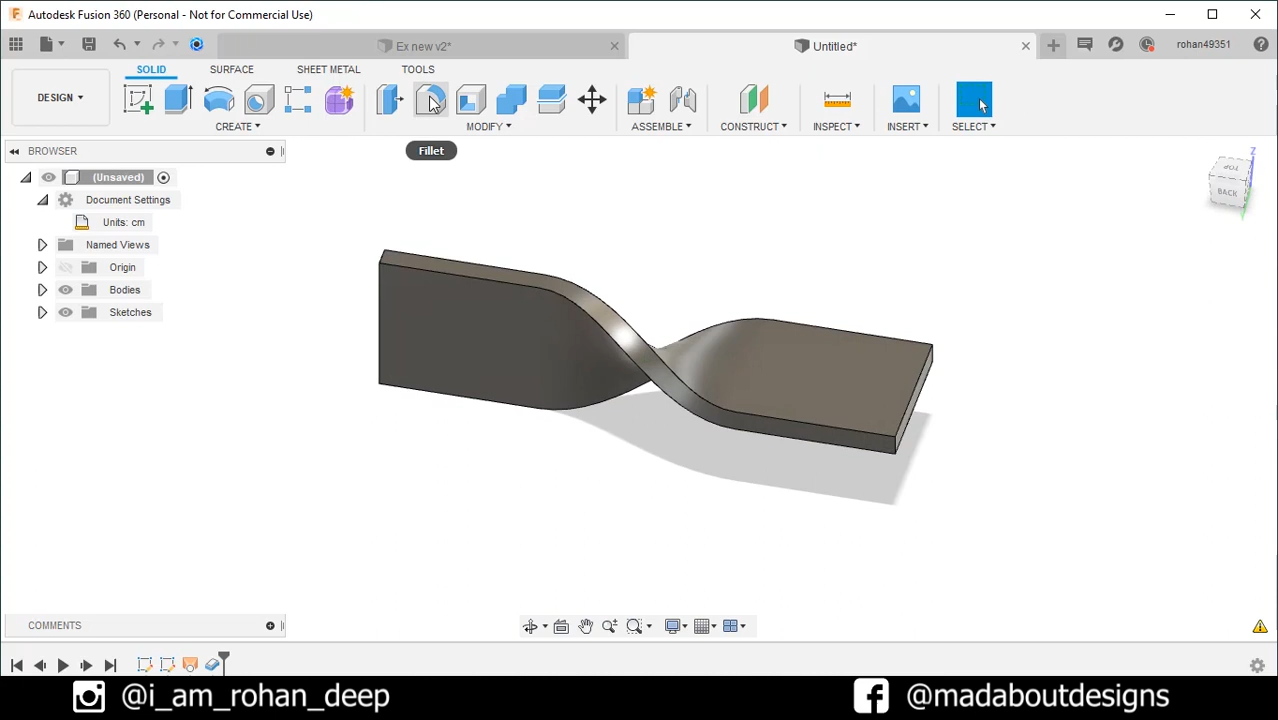 Autodesk Fusion 360 (Personal - Not for Commercial Use)
Ex new v2*
Untitled*
rohan49351
DESIGN
SOLID
SURFACE
SHEET METAL
TOOLS
CREATE
MODIFY
ASSEMBLE
CONSTRUCT
INSPECT
INSERT
SELECT
Fillet
BROWSER
(Unsaved)
Document Settings
Units: cm
Named Views
Origin
Bodies
Sketches
Z
TOP
BACK
COMMENTS
@i_am_rohan_deep
@madaboutdesigns